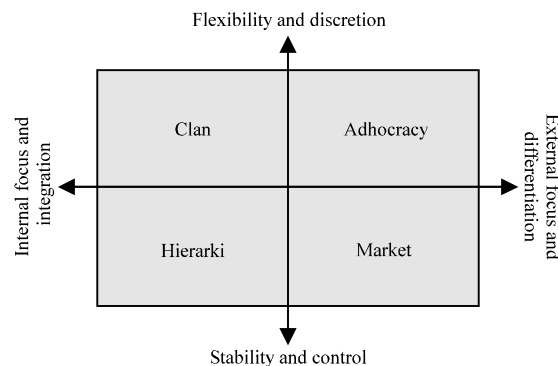 Flexibility and discretion
Clan
Adhocracy
Internal focus and
integration
External focus and
differentiation
Hierarki
Market
Stability and control